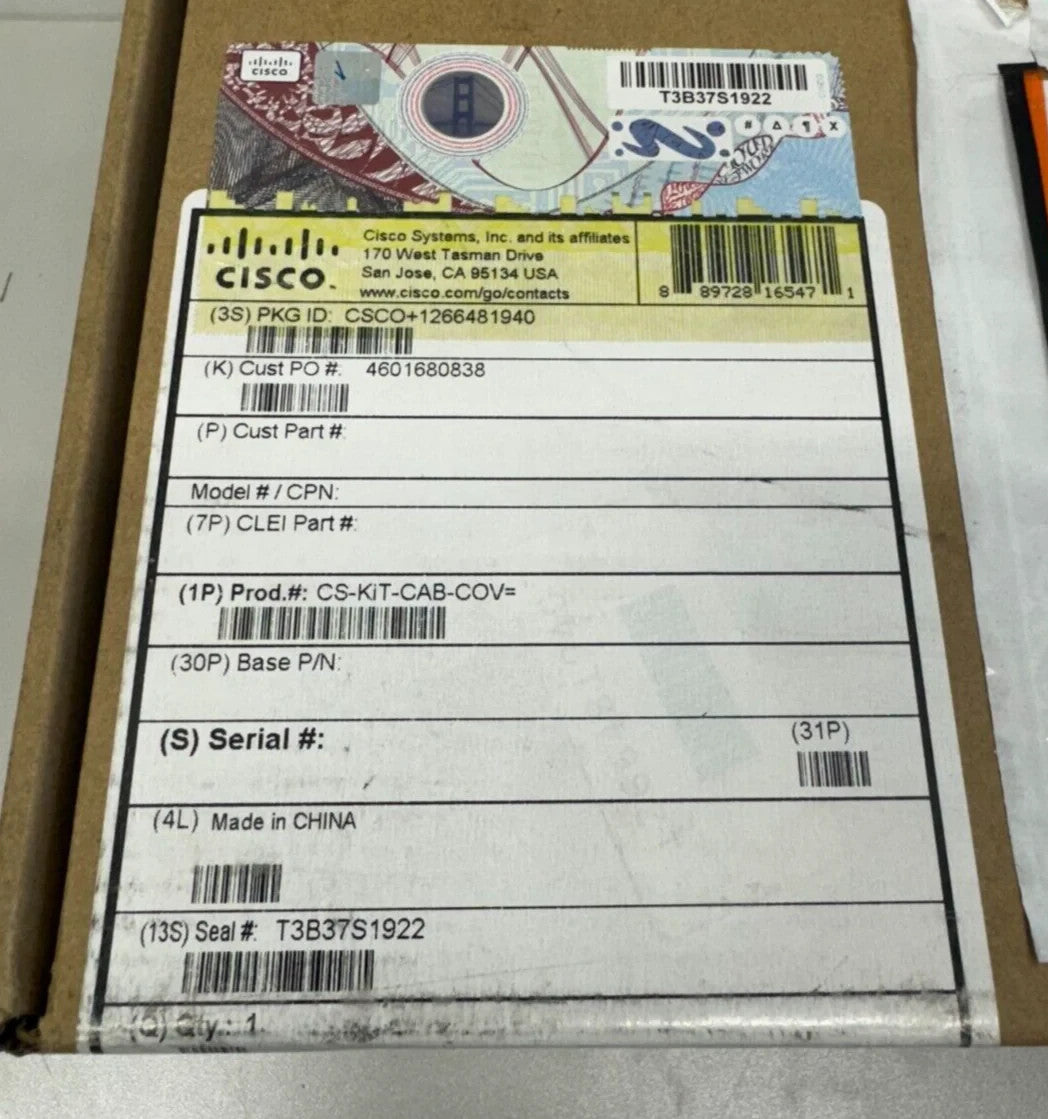 CISCO
T3B37S1922
# Δ ¶ X
CISCO.
Cisco Systems, Inc. and its affiliates
170 West Tasman Drive
San Jose, CA 95134 USA
www.cisco.com/go/contacts
8 89728 16547 1
(3S) PKG ID: CSCO+1266481940
(K) Cust PO #: 4601680838
(P) Cust Part #:
Model # / CPN:
(7P) CLEI Part #:
(1P) Prod.#: CS-KiT-CAB-COV=
(30P) Base P/N:
(S) Serial #:
(31P)
(4L) Made in CHINA
(13S) Seal #: T3B37S1922
(Q) Qty.: 1